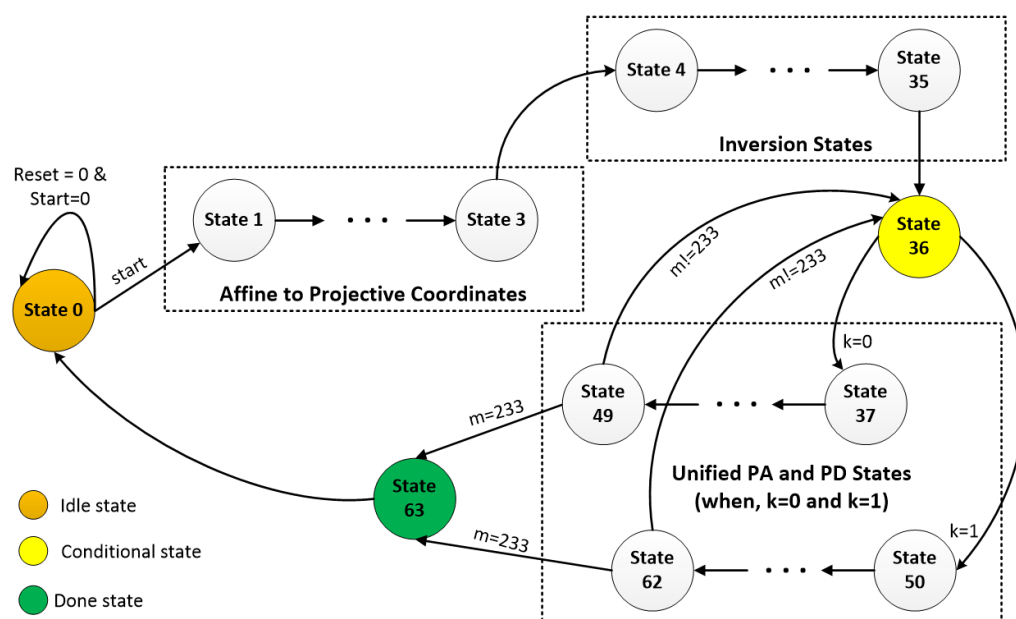 State 4
. . .
State
35
Inversion States
Reset = 0 &
Start=0
State 1
. . .
State 3
start
Affine to Projective Coordinates
State 0
State
36
m!=233
m!=233
k=0
State
49
. . .
State
37
m=233
Unified PA and PD States
(when, k=0 and k=1)
State
63
m=233
k=1
State
62
. . .
State
50
Idle state
Conditional state
Done state